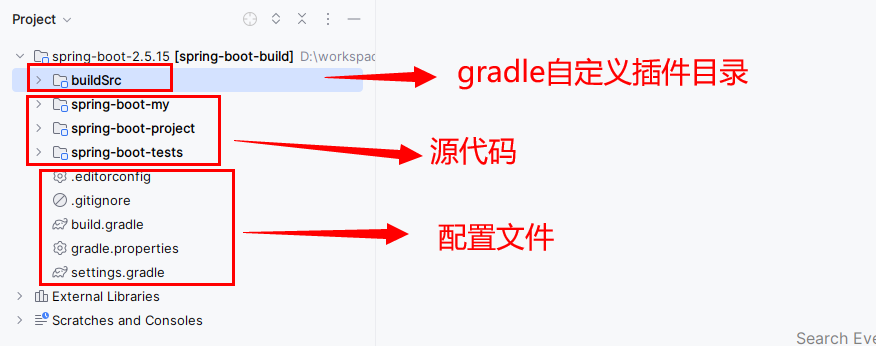 Project
spring-boot-2.5.15 [spring-boot-build] D:\workspac
buildSrc
gradle自定义插件目录
spring-boot-my
spring-boot-project
源代码
spring-boot-tests
.editorconfig
.gitignore
build.gradle
配置文件
gradle.properties
settings.gradle
External Libraries
Scratches and Consoles
Search Eve